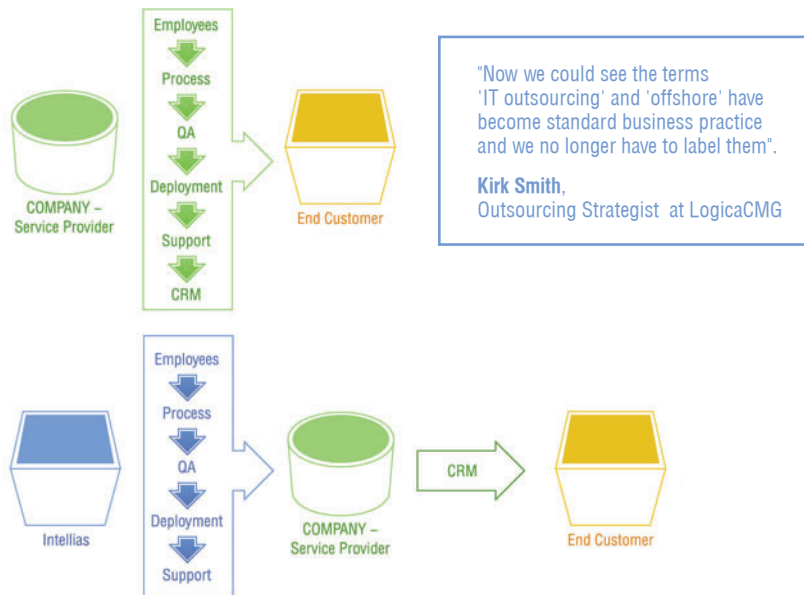 Employees
Process
QA
Deployment
Support
CRM
COMPANY –
Service Provider
End Customer
"Now we could see the terms
'IT outsourcing' and 'offshore' have
become standard business practice
and we no longer have to label them".
Kirk Smith,
Outsourcing Strategist at LogicaCMG
Employees
Process
QA
Deployment
Support
Intellias
COMPANY –
Service Provider
CRM
End Customer